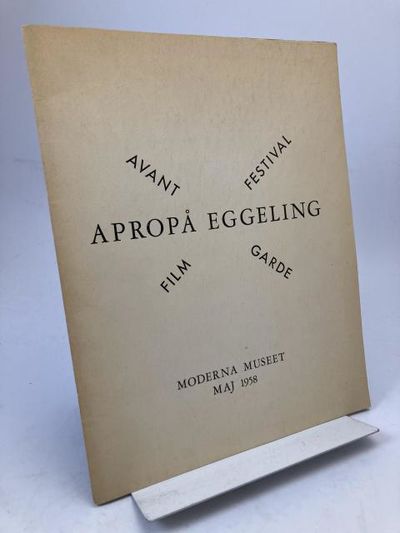 AVANT
FESTIVAL
APROPÅ EGGELING
FILM
GARDE
MODERNA MUSEET
MAJ 1958